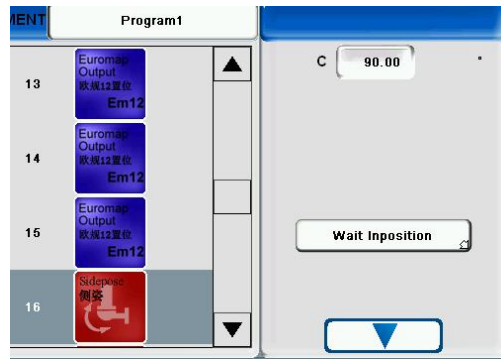 MENT
Program1
13
Euromap
Output
欧规12置位
Em12
14
Euromap
Output
欧规12置位
Em12
15
Euromap
Output
欧规12置位
Em12
16
Sidepose
侧姿
C 90.00 °
Wait Inposition